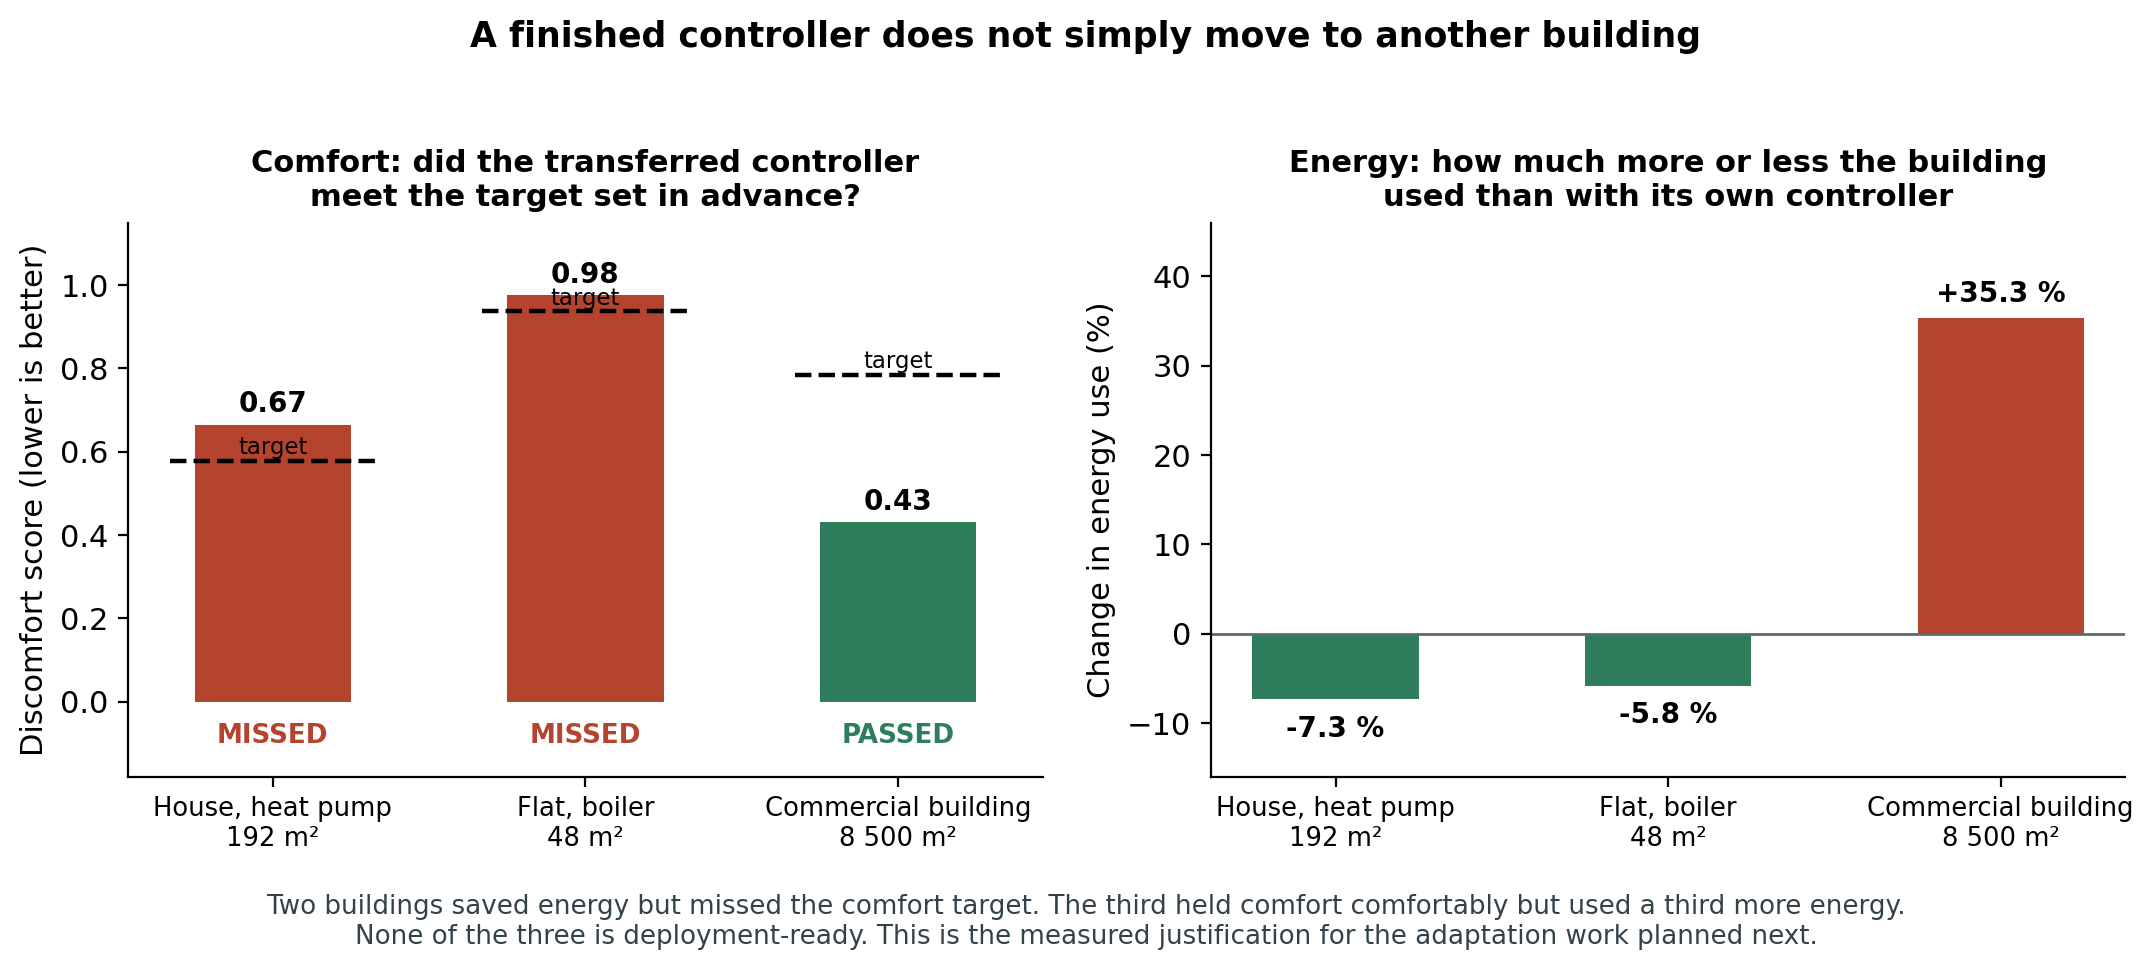 A finished controller does not simply move to another building
Comfort: did the transferred controller
meet the target set in advance?
Discomfort score (lower is better)
1.0
0.8
0.6
0.4
0.2
0.0
0.67
target
MISSED
0.98
target
MISSED
target
0.43
PASSED
House, heat pump
192 m²
Flat, boiler
48 m²
Commercial building
8 500 m²
Energy: how much more or less the building
used than with its own controller
Change in energy use (%)
40
30
20
10
0
−10
-7.3 %
-5.8 %
+35.3 %
House, heat pump
192 m²
Flat, boiler
48 m²
Commercial building
8 500 m²
Two buildings saved energy but missed the comfort target. The third held comfort comfortably but used a third more energy.
None of the three is deployment-ready. This is the measured justification for the adaptation work planned next.